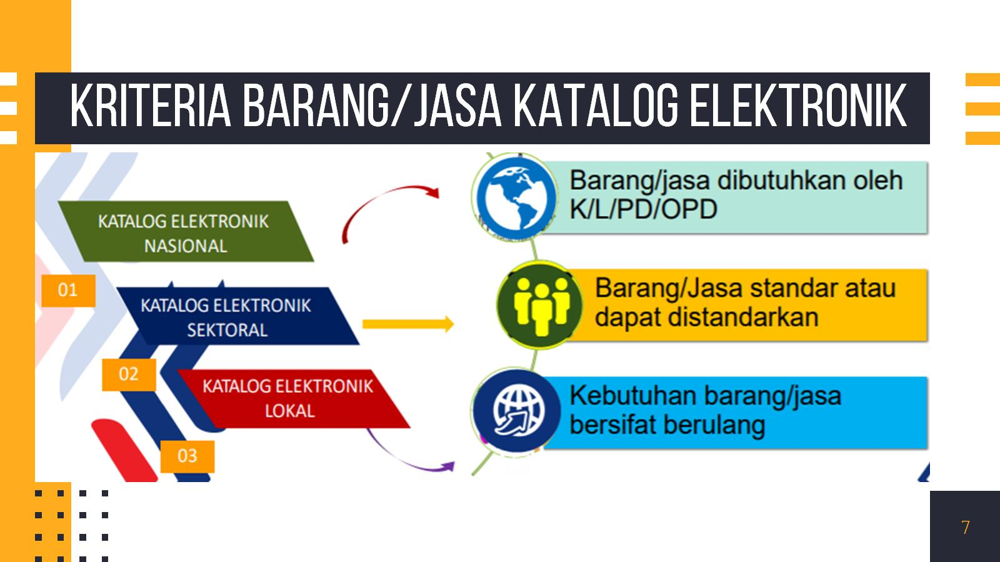 KRITERIA BARANG/JASA KATALOG ELEKTRONIK
KATALOG ELEKTRONIK
NASIONAL
01
KATALOG ELEKTRONIK
SEKTORAL
02
KATALOG ELEKTRONIK
LOKAL
03
Barang/jasa dibutuhkan oleh
K/L/PD/OPD
Barang/Jasa standar atau
dapat distandarkan
Kebutuhan barang/jasa
bersifat berulang
7